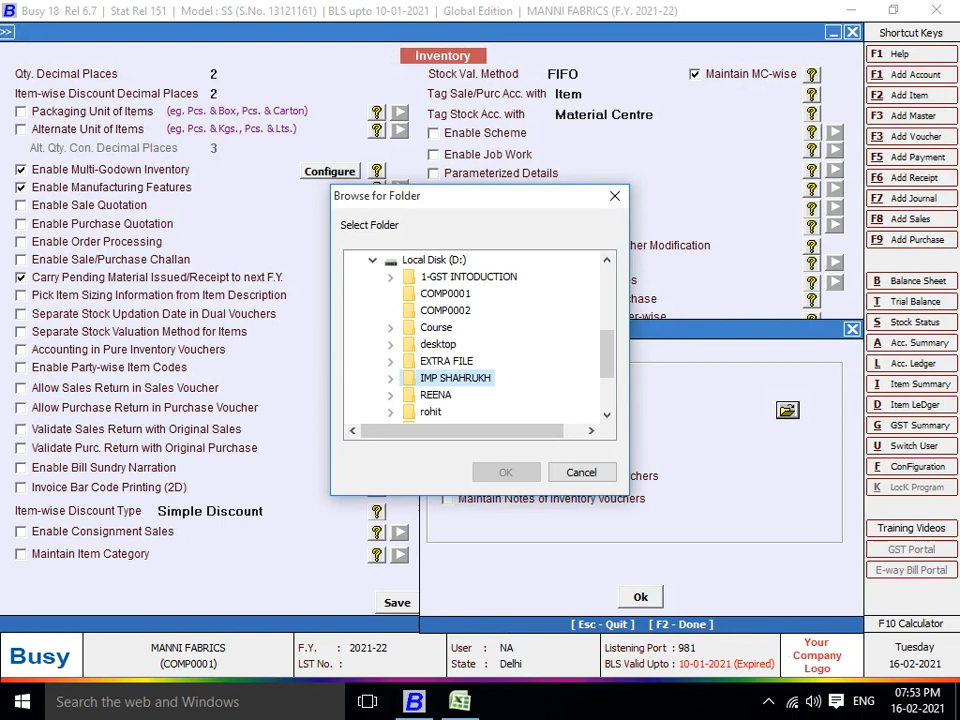 Busy 18 Rel 6.7 | Stat Rel 151 | Model : SS (S.No. 13121161) | BLS upto 10-01-2021 | Global Edition | MANNI FABRICS (F.Y. 2021-22)
>>
Inventory
Qty. Decimal Places 2
Item-wise Discount Decimal Places 2
Packaging Unit of Items (eg. Pcs. & Box, Pcs. & Carton)
Alternate Unit of Items (eg. Pcs. & Kgs., Pcs. & Lts.)
Alt. Qty. Con. Decimal Places 3
Enable Multi-Godown Inventory Configure
Enable Manufacturing Features
Enable Sale Quotation
Enable Purchase Quotation
Enable Order Processing
Enable Sale/Purchase Challan
Carry Pending Material Issued/Receipt to next F.Y.
Pick Item Sizing Information from Item Description
Separate Stock Updation Date in Dual Vouchers
Separate Stock Valuation Method for Items
Accounting in Pure Inventory Vouchers
Enable Party-wise Item Codes
Allow Sales Return in Sales Voucher
Allow Purchase Return in Purchase Voucher
Validate Sales Return with Original Sales
Validate Purc. Return with Original Purchase
Enable Bill Sundry Narration
Invoice Bar Code Printing (2D)
Item-wise Discount Type Simple Discount
Enable Consignment Sales
Maintain Item Category
Save
Stock Val. Method FIFO Maintain MC-wise
Tag Sale/Purc Acc. with Item
Tag Stock Acc. with Material Centre
Enable Scheme
Enable Job Work
Parameterized Details
her Modification
s
hase
wise
Browse for Folder
Select Folder
Local Disk (D:)
1-GST INTODUCTION
COMP0001
COMP0002
Course
desktop
EXTRA FILE
IMP SHAHRUKH
REENA
rohit
OK Cancel
chers
Maintain Notes of Inventory Vouchers
Ok
[ Esc - Quit ] [ F2 - Done ]
Shortcut Keys
F1 Help
F1 Add Account
F2 Add Item
F3 Add Master
F3 Add Voucher
F5 Add Payment
F6 Add Receipt
F7 Add Journal
F8 Add Sales
F9 Add Purchase
B Balance Sheet
T Trial Balance
S Stock Status
A Acc. Summary
L Acc. Ledger
I Item Summary
D Item LeDger
G GST Summary
U Switch User
F ConFiguration
K LocK Program
Training Videos
GST Portal
E-way Bill Portal
F10 Calculator
Busy
MANNI FABRICS
(COMP0001)
F.Y. : 2021-22
LST No. :
User : NA
State : Delhi
Listening Port : 981
BLS Valid Upto : 10-01-2021 (Expired)
Your
Company
Logo
Tuesday
16-02-2021
Search the web and Windows
B
ENG
07:53 PM
16-02-2021